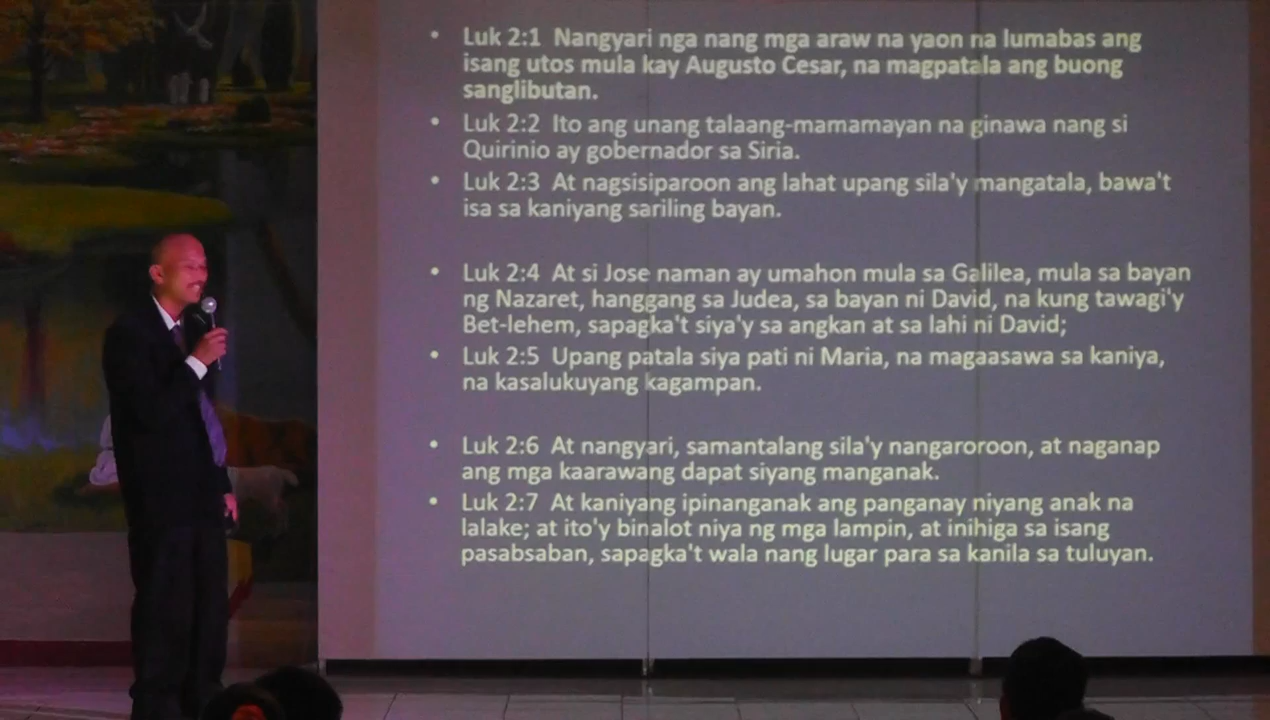 • Luk 2:1 Nangyari nga nang mga araw na yaon na lumabas ang
isang utos mula kay Augusto Cesar, na magpatala ang buong
sanglibutan.
• Luk 2:2 Ito ang unang talaang-mamamayan na ginawa nang si
Quirinio ay gobernador sa Siria.
• Luk 2:3 At nagsisiparoon ang lahat upang sila'y mangatala, bawa't
isa sa kaniyang sariling bayan.
• Luk 2:4 At si Jose naman ay umahon mula sa Galilea, mula sa bayan
ng Nazaret, hanggang sa Judea, sa bayan ni David, na kung tawagi'y
Bet-lehem, sapagka't siya'y sa angkan at sa lahi ni David;
• Luk 2:5 Upang patala siya pati ni Maria, na magaasawa sa kaniya,
na kasalukuyang kagampan.
• Luk 2:6 At nangyari, samantalang sila'y nangaroroon, at naganap
ang mga kaarawang dapat siyang manganak.
• Luk 2:7 At kaniyang ipinanganak ang panganay niyang anak na
lalake; at ito'y binalot niya ng mga lampin, at inihiga sa isang
pasabsaban, sapagka't wala nang lugar para sa kanila sa tuluyan.